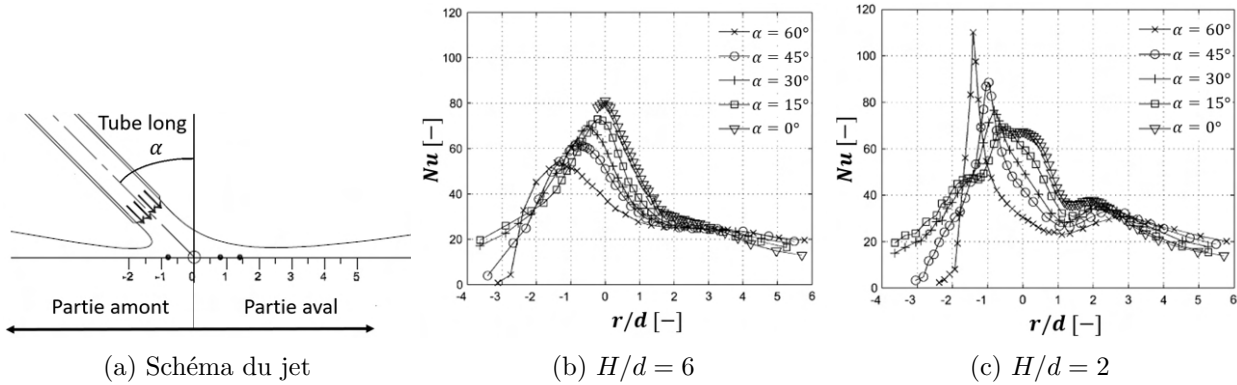 Tube long
α
-2 -1 0 1 2 3 4 5
Partie amont
Partie aval
(a) Schéma du jet
120
100
80
60
40
20
0
Nu [−]
α = 60°
α = 45°
α = 30°
α = 15°
α = 0°
-4 -3 -2 -1 0 1 2 3 4 5 6
r/d [−]
(b) H/d = 6
120
100
80
60
40
20
0
Nu [−]
α = 60°
α = 45°
α = 30°
α = 15°
α = 0°
-4 -3 -2 -1 0 1 2 3 4 5 6
r/d [−]
(c) H/d = 2